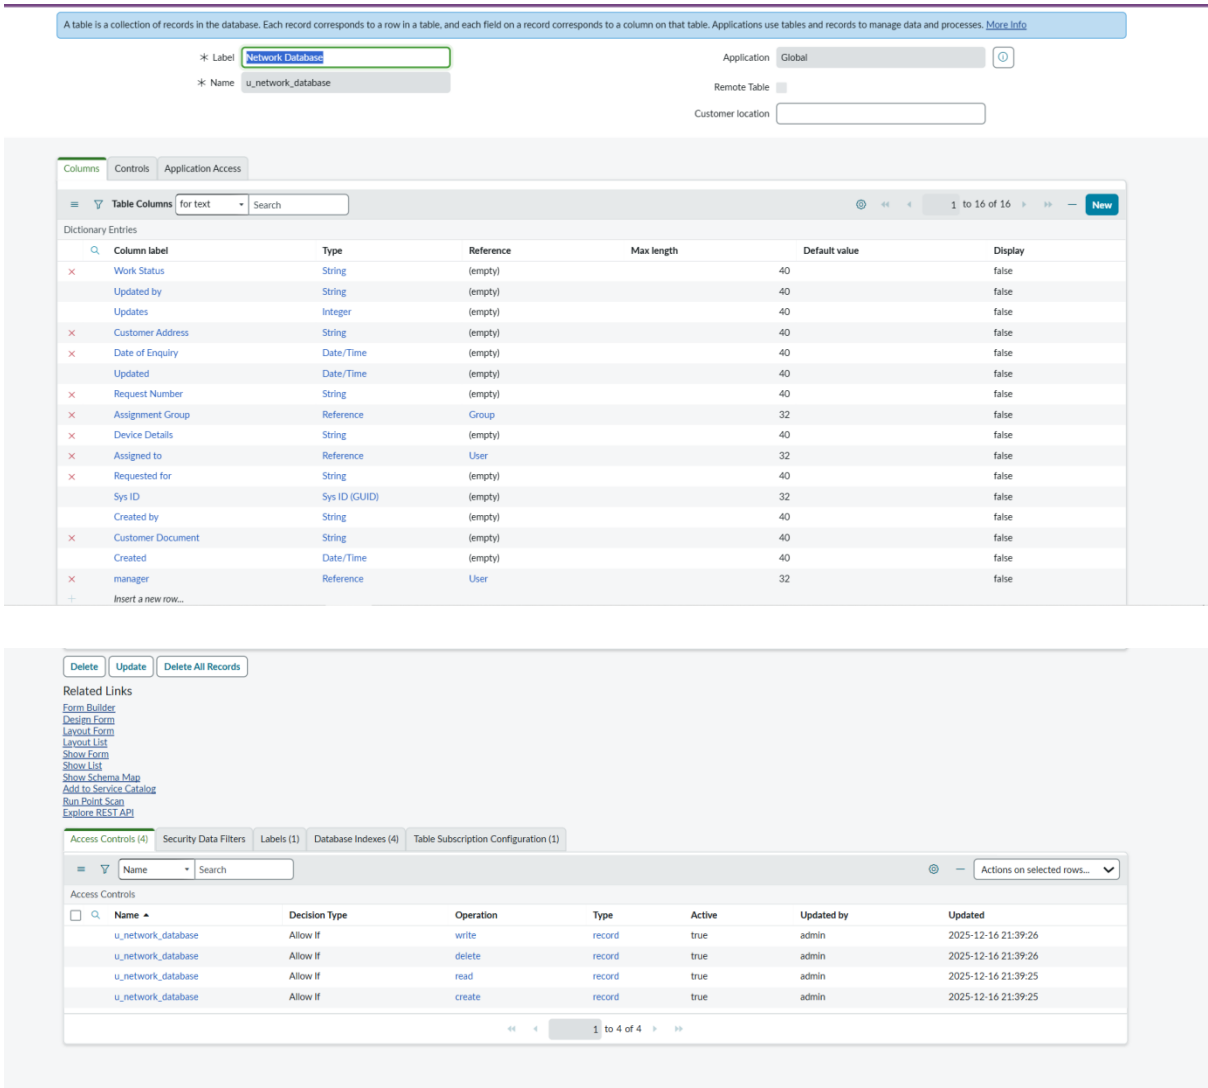 A table is a collection of records in the database. Each record corresponds to a row in a table, and each field on a record corresponds to a column on that table. Applications use tables and records to manage data and processes. More Info
Label Network Database Application Global
Name u_network_database Remote Table
Customer location
Columns Controls Application Access
Table Columns for text Search 1 to 16 of 16 New
Dictionary Entries
Column label Type Reference Max length Default value Display
Work Status String (empty) 40 false
Updated by String (empty) 40 false
Updates Integer (empty) 40 false
Customer Address String (empty) 40 false
Date of Enquiry Date/Time (empty) 40 false
Updated Date/Time (empty) 40 false
Request Number String (empty) 40 false
Assignment Group Reference Group 32 false
Device Details String (empty) 40 false
Assigned to Reference User 32 false
Requested for String (empty) 40 false
Sys ID Sys ID (GUID) (empty) 32 false
Created by String (empty) 40 false
Customer Document String (empty) 40 false
Created Date/Time (empty) 40 false
manager Reference User 32 false
Insert a new row...
Delete Update Delete All Records
Related Links
Form Builder
Design Form
Layout Form
Layout List
Show Form
Show List
Show Schema Map
Add to Service Catalog
Run Point Scan
Explore REST API
Access Controls (4) Security Data Filters Labels (1) Database Indexes (4) Table Subscription Configuration (1)
Name Search Actions on selected rows...
Access Controls
Name Decision Type Operation Type Active Updated by Updated
u_network_database Allow If write record true admin 2025-12-16 21:39:26
u_network_database Allow If delete record true admin 2025-12-16 21:39:26
u_network_database Allow If read record true admin 2025-12-16 21:39:25
u_network_database Allow If create record true admin 2025-12-16 21:39:25
1 to 4 of 4